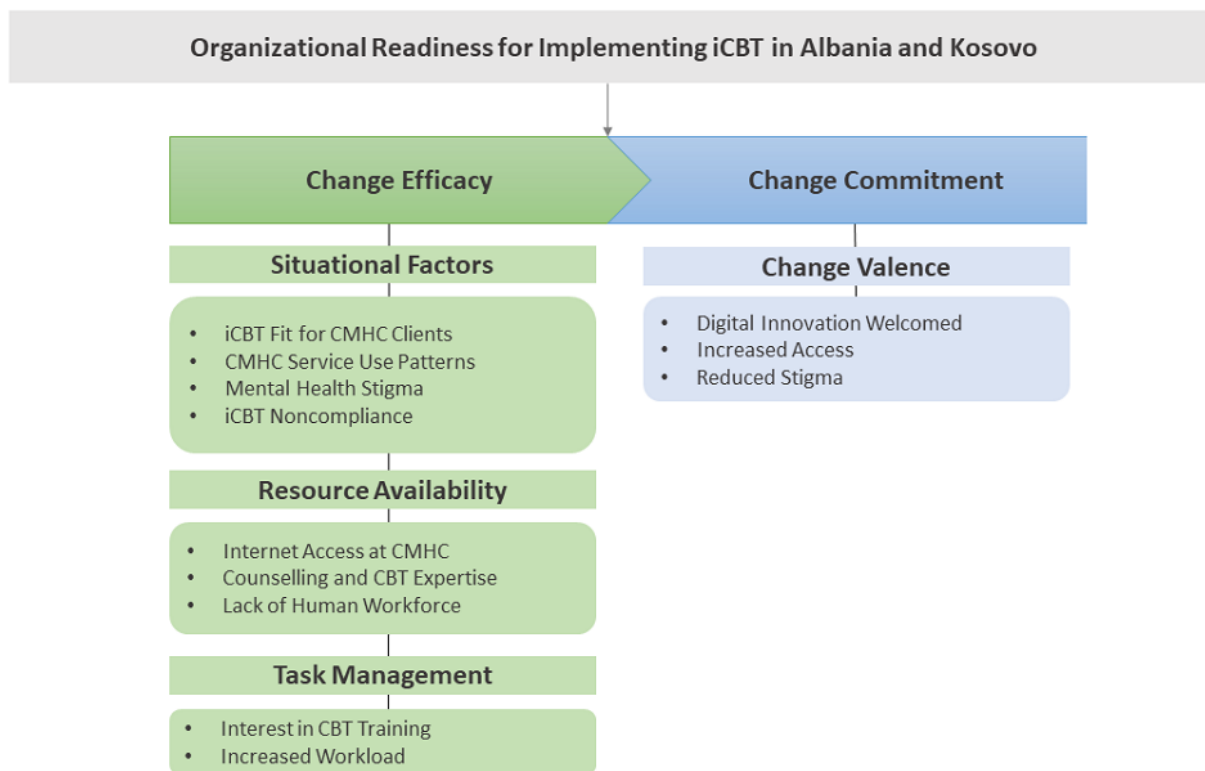 Organizational Readiness for Implementing iCBT in Albania and Kosovo
Change Efficacy
Change Commitment
Situational Factors
• iCBT Fit for CMHC Clients
• CMHC Service Use Patterns
• Mental Health Stigma
• iCBT Noncompliance
Resource Availability
• Internet Access at CMHC
• Counselling and CBT Expertise
• Lack of Human Workforce
Task Management
• Interest in CBT Training
• Increased Workload
Change Valence
• Digital Innovation Welcomed
• Increased Access
• Reduced Stigma